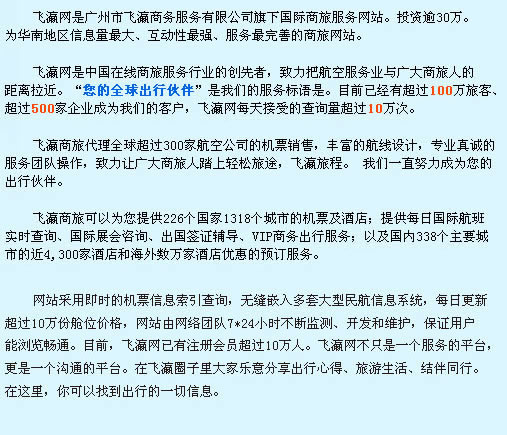 飞瀛网是广州市飞瀛商务服务有限公司旗下国际商旅服务网站。投资逾30万。
为华南地区信息量最大、互动性最强、服务最完善的商旅网站。
飞瀛网是中国在线商旅服务行业的创先者，致力把航空服务业与广大商旅人的
距离拉近。“您的全球出行伙伴”是我们的服务标语是。目前已经有超过100万旅客、
超过500家企业成为我们的客户，飞瀛网每天接受的查询量超过10万次。
飞瀛商旅代理全球超过300家航空公司的机票销售，丰富的航线设计，专业真诚的
服务团队操作，致力让广大商旅人踏上轻松旅途，飞瀛旅程。 我们一直努力成为您的
出行伙伴。
飞瀛商旅可以为您提供226个国家1318个城市的机票及酒店；提供每日国际航班
实时查询、国际展会咨询、出国签证辅导、VIP商务出行服务；以及国内338个主要城
市的近4,300家酒店和海外数万家酒店优惠的预订服务。
网站采用即时的机票信息索引查询，无缝嵌入多套大型民航信息系统，每日更新
超过10万份舱位价格，网站由网络团队7*24小时不断监测、开发和维护，保证用户
能浏览畅通。目前，飞瀛网已有注册会员超过10万人。飞瀛网不只是一个服务的平台，
更是一个沟通的平台。在飞瀛圈子里大家乐意分享出行心得、旅游生活、结伴同行。
在这里，你可以找到出行的一切信息。